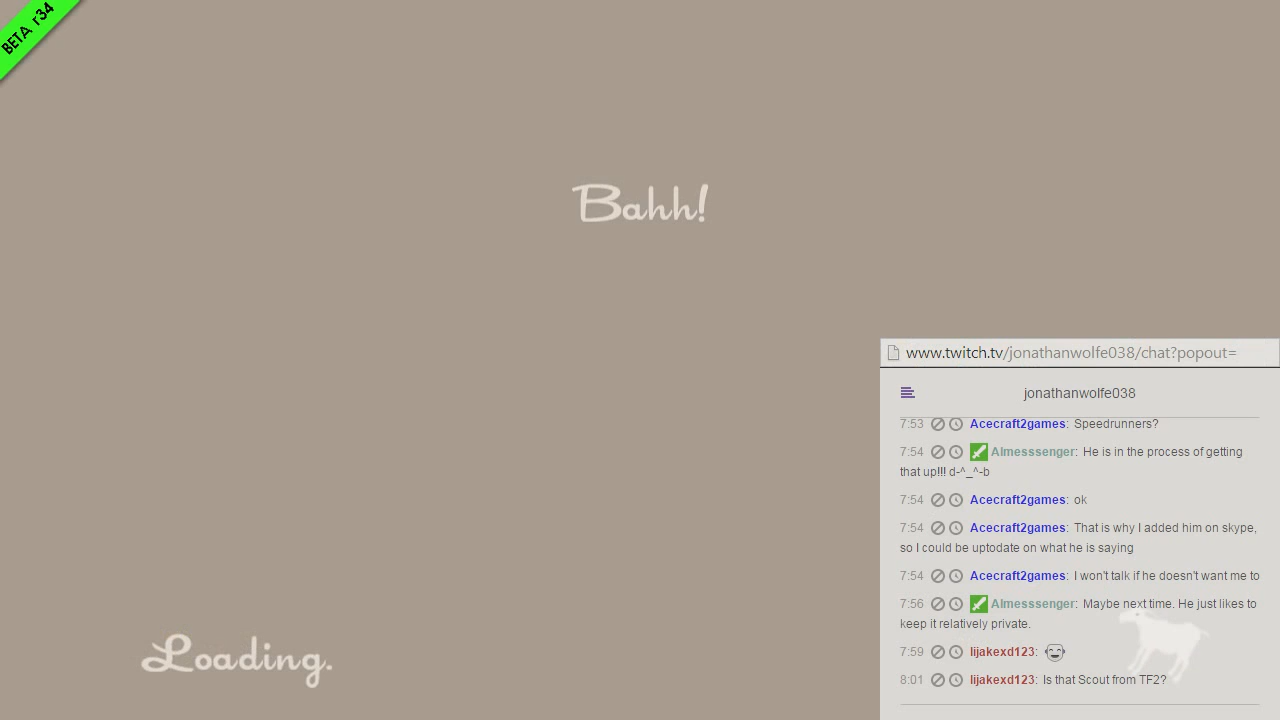 BETA r34
Bahh!
www.twitch.tv/jonathanwolfe038/chat?popout=
jonathanwolfe038
7:53 Acecraft2games: Speedrunners?
7:54 Almesssenger: He is in the process of getting
that up!!! d-^_^-b
7:54 Acecraft2games: ok
7:54 Acecraft2games: That is why I added him on skype,
so I could be uptodate on what he is saying
7:54 Acecraft2games: I won't talk if he doesn't want me to
7:56 Almesssenger: Maybe next time. He just likes to
keep it relatively private.
7:59 lijakexd123:
8:01 lijakexd123: Is that Scout from TF2?
Loading.